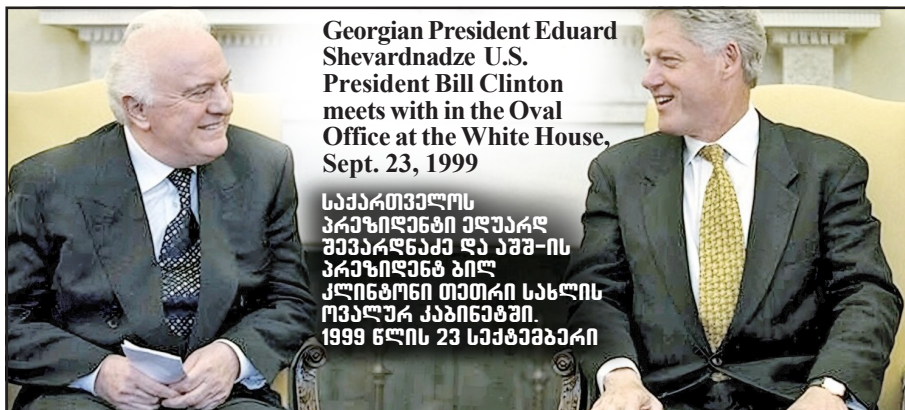 Georgian President Eduard
Shevardnadze U.S.
President Bill Clinton
meets with in the Oval
Office at the White House,
Sept. 23, 1999
საქართველოს
პრეზიდენტი ედუარდ
შევარდნაძე და აშშ-ის
პრეზიდენტ ბილ
კლინტონი თეთრი სახლის
ოვალურ კაბინეტში.
1999 წლის 23 სექტემბერი